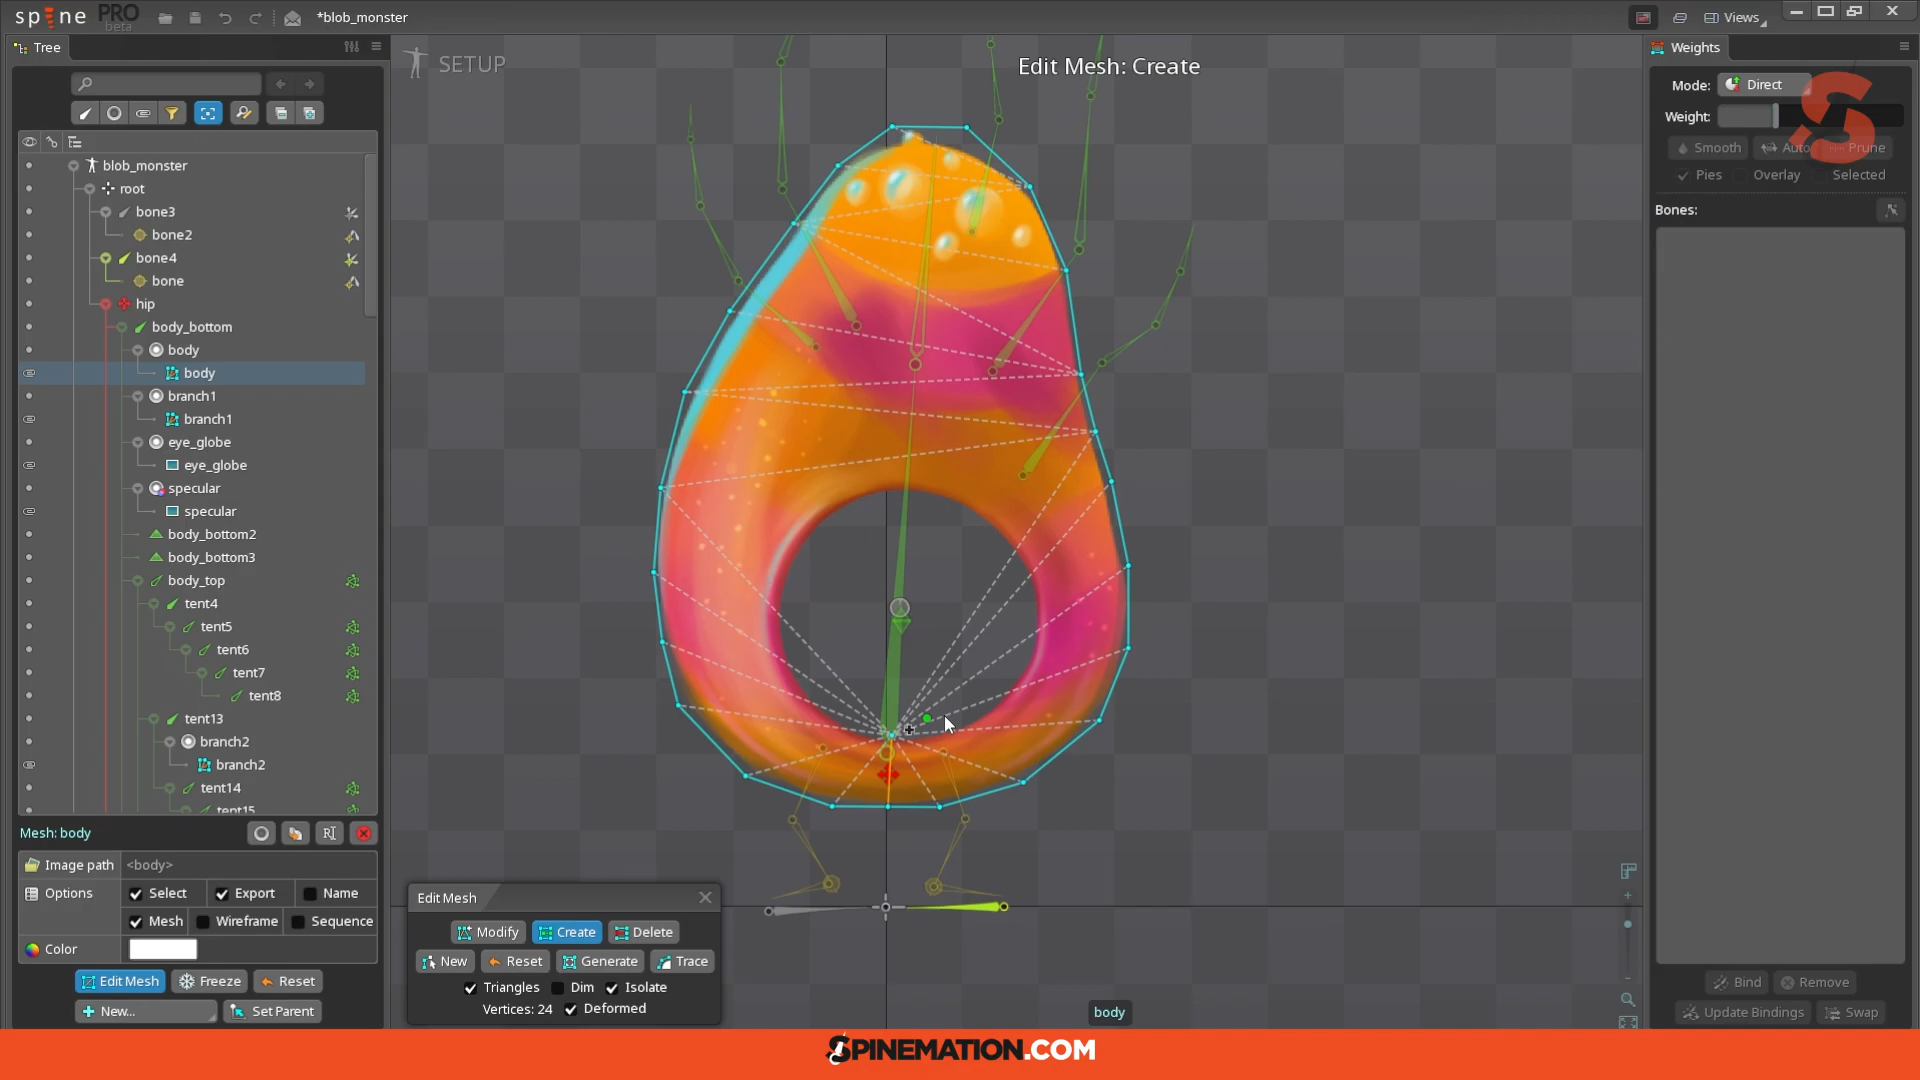 spine PRO beta
*blob_monster
Views
Tree
SETUP
Edit Mesh: Create
blob_monster
root
bone3
bone2
bone4
bone
hip
body_bottom
body
body
branch1
branch1
eye_globe
eye_globe
specular
specular
body_bottom2
body_bottom3
body_top
tent4
tent5
tent6
tent7
tent8
tent13
branch2
branch2
tent14
tent15
Mesh: body
Image path <body>
Options Select Export Name
Mesh Wireframe Sequence
Color
Edit Mesh Freeze Reset
New... Set Parent
Edit Mesh
Modify Create Delete
New Reset Generate Trace
Triangles Dim Isolate
Vertices: 24 Deformed
body
Weights
Mode: Direct
Weight:
Smooth Auto Prune
Pies Overlay Selected
Bones:
Bind Remove
Update Bindings Swap
SPINEMATION.COM